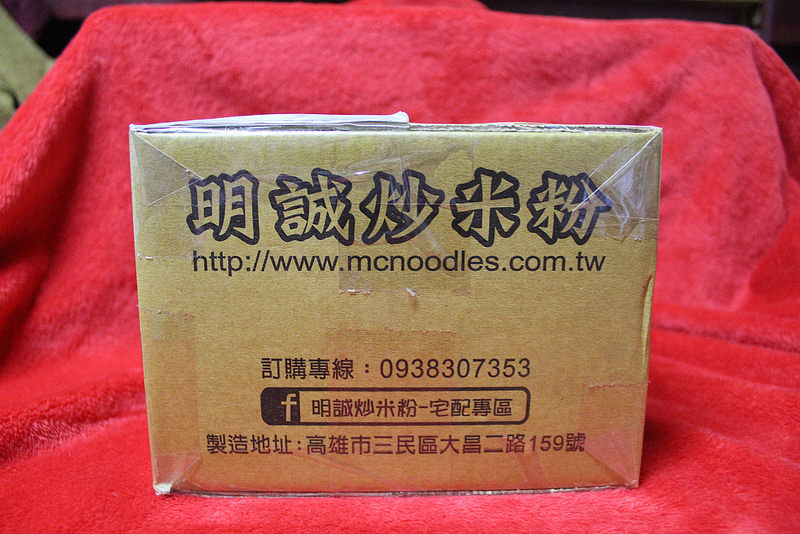 明誠炒米粉
http://www.mcnoodles.com.tw
訂購專線：0938307353
f 明誠炒米粉-宅配專區
製造地址：高雄市三民區大昌二路159號